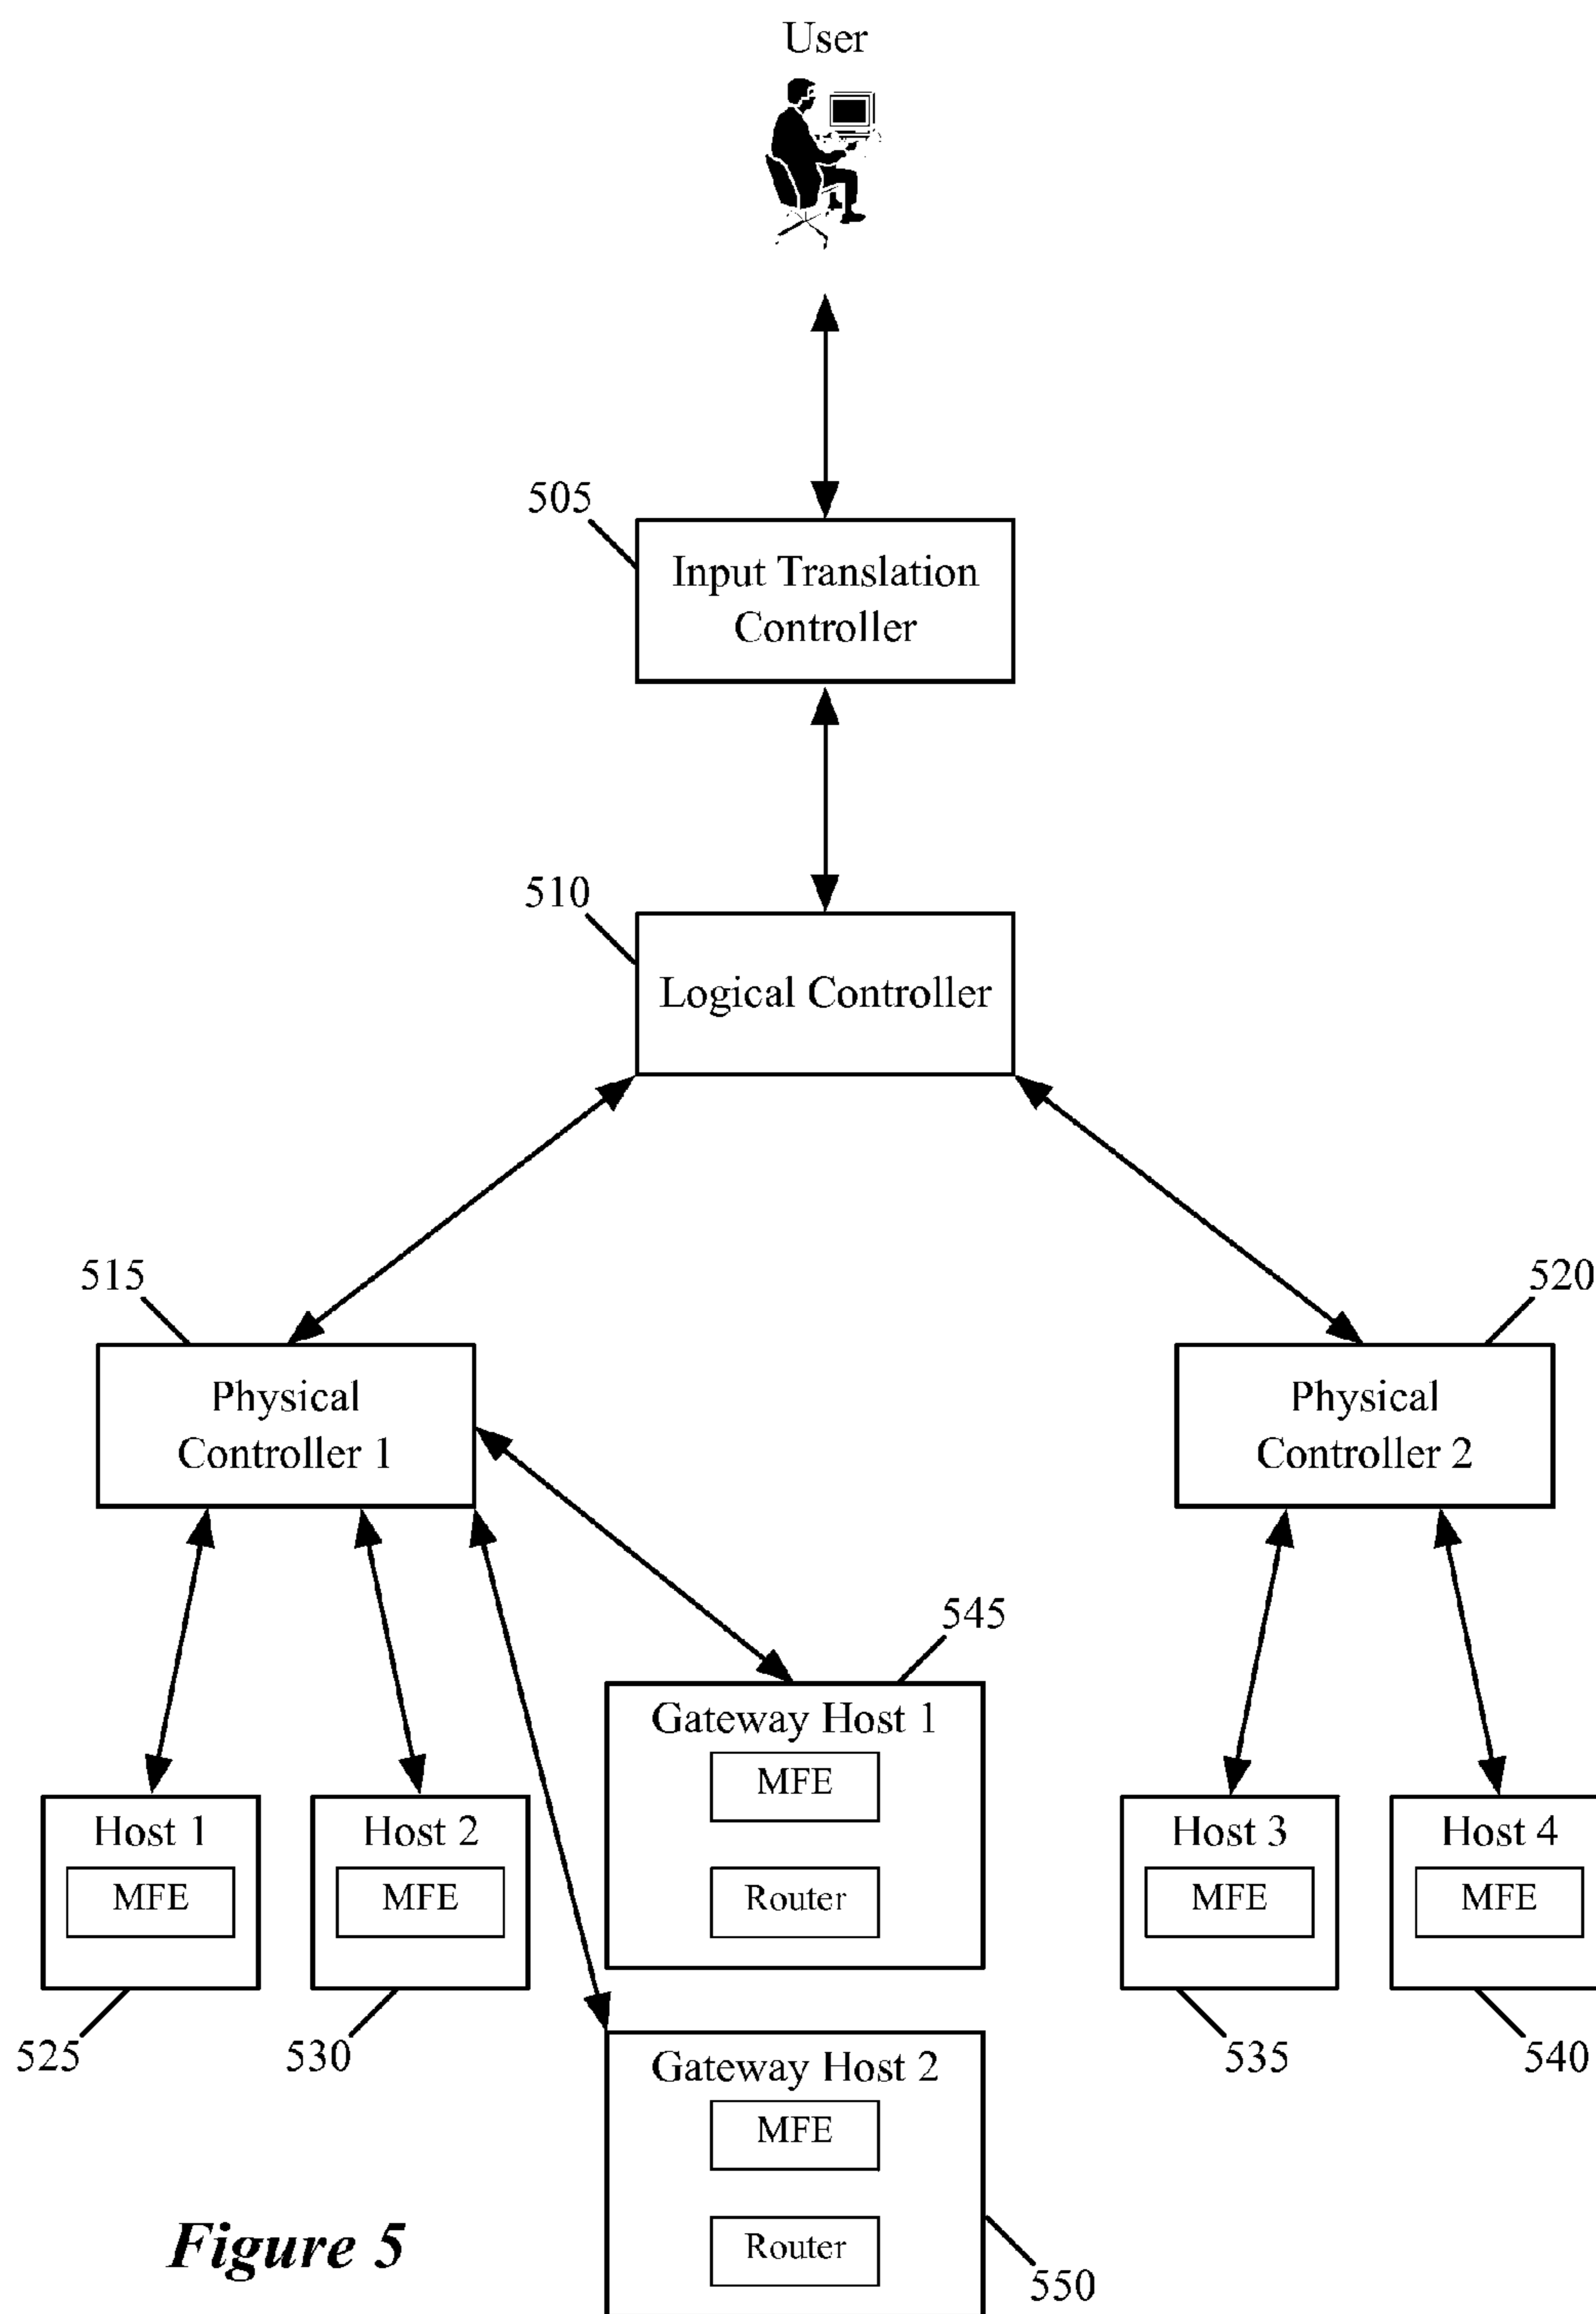 User
505
Input Translation
Controller
510
Logical Controller
515
520
Physical
Controller 1
Physical
Controller 2
545
Gateway Host 1
MFE
Router
Host 1
MFE
Host 2
MFE
Host 3
MFE
Host 4
MFE
525
530
535
540
Gateway Host 2
MFE
Router
550
Figure 5